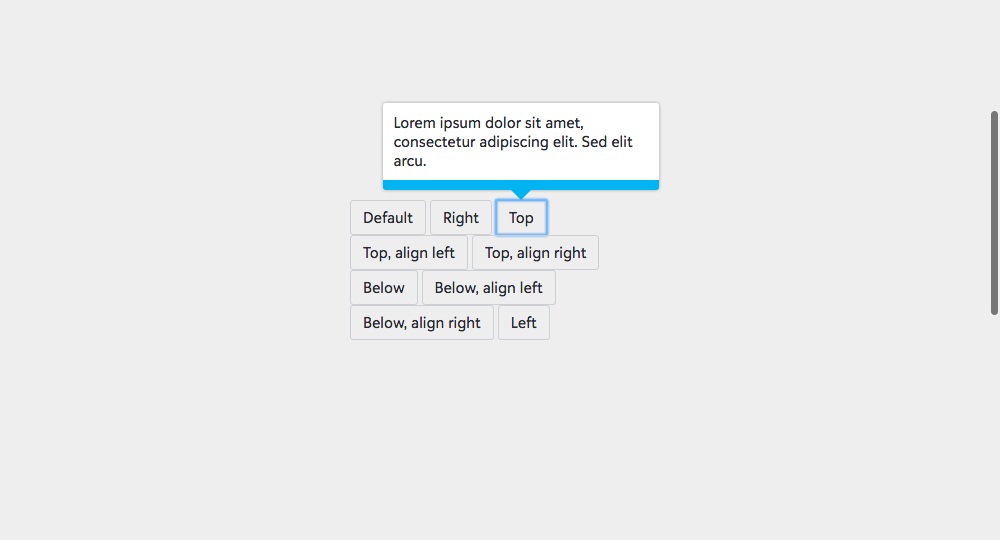 Lorem ipsum dolor sit amet,
consectetur adipiscing elit. Sed elit
arcu.
Default Right Top
Top, align left Top, align right
Below Below, align left
Below, align right Left